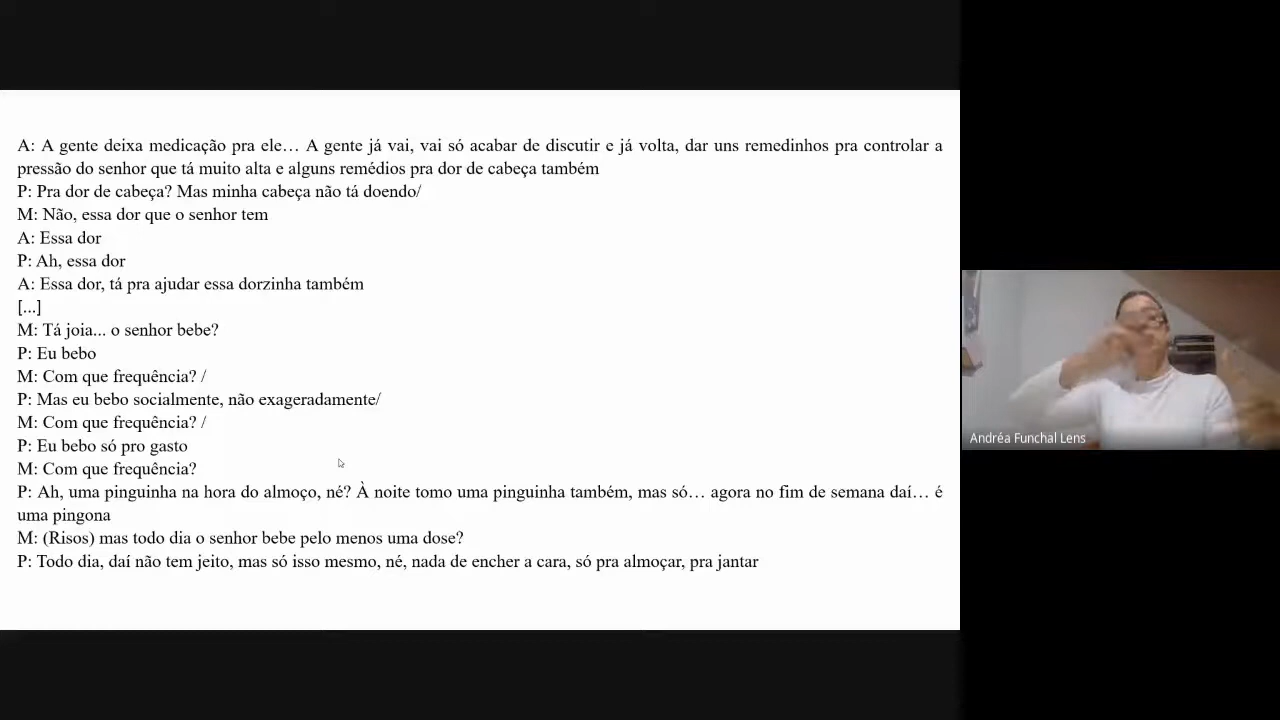 A: A gente deixa medicação pra ele… A gente já vai, vai só acabar de discutir e já volta, dar uns remedinhos pra controlar a
pressão do senhor que tá muito alta e alguns remédios pra dor de cabeça também
P: Pra dor de cabeça? Mas minha cabeça não tá doendo/
M: Não, essa dor que o senhor tem
A: Essa dor
P: Ah, essa dor
A: Essa dor, tá pra ajudar essa dorzinha também
[...]
M: Tá joia... o senhor bebe?
P: Eu bebo
M: Com que frequência? /
P: Mas eu bebo socialmente, não exageradamente/
M: Com que frequência? /
P: Eu bebo só pro gasto
M: Com que frequência?
P: Ah, uma pinguinha na hora do almoço, né? À noite tomo uma pinguinha também, mas só… agora no fim de semana daí… é
uma pingona
M: (Risos) mas todo dia o senhor bebe pelo menos uma dose?
P: Todo dia, daí não tem jeito, mas só isso mesmo, né, nada de encher a cara, só pra almoçar, pra jantar
Andréa Funchal Lens